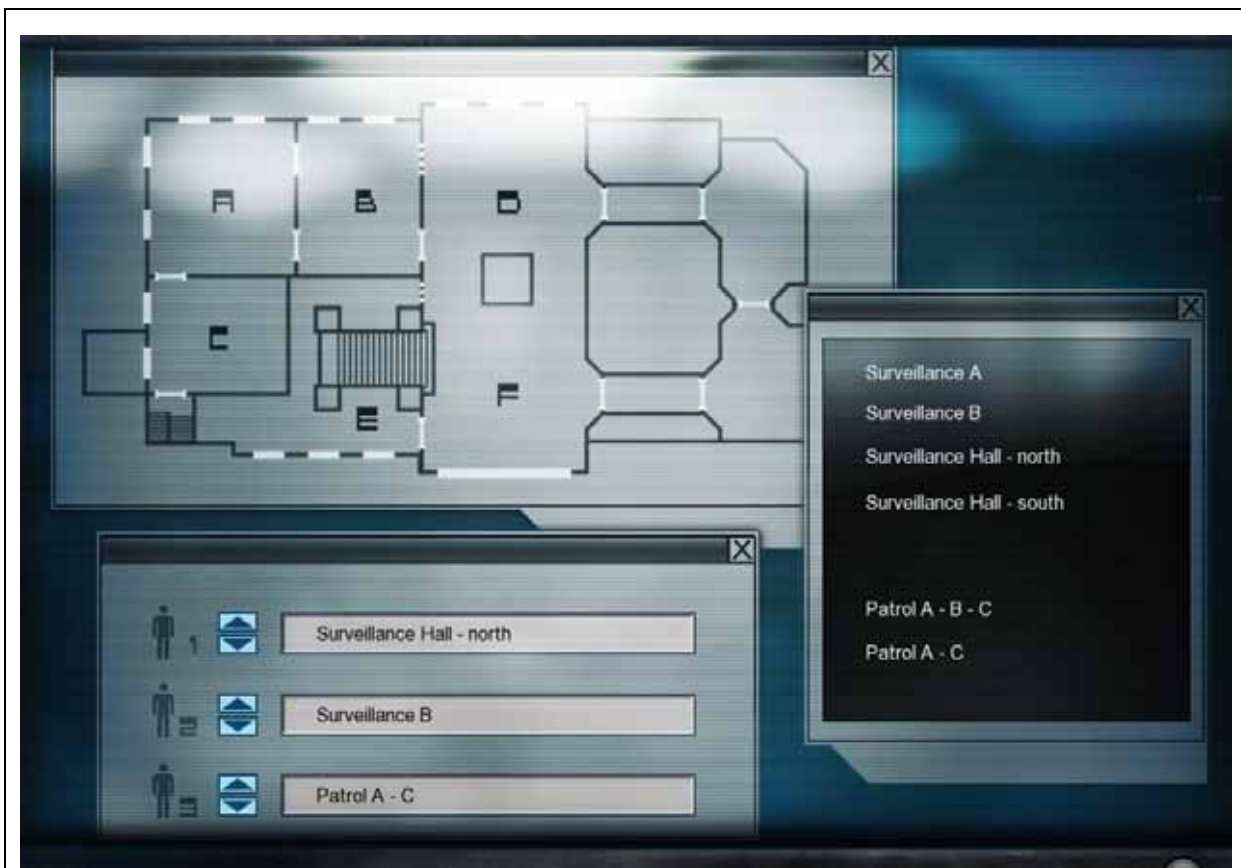 A
B
D
C
E
F
Surveillance A
Surveillance B
Surveillance Hall - north
Surveillance Hall - south
Patrol A - B - C
Patrol A - C
1
Surveillance Hall - north
2
Surveillance B
3
Patrol A - C